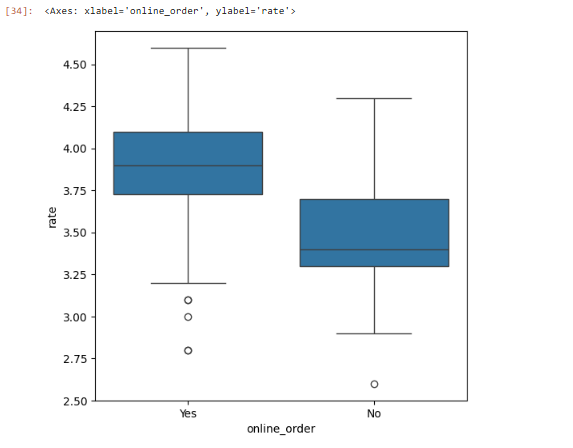 [34]: <Axes: xlabel='online_order', ylabel='rate'>
4.50
4.25
4.00
3.75
3.50
3.25
3.00
2.75
2.50
rate
Yes
No
online_order